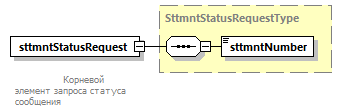 SttmntStatusRequestType
sttmntStatusRequest
sttmntNumber
Корневой
элемент запроса статуса
сообщения